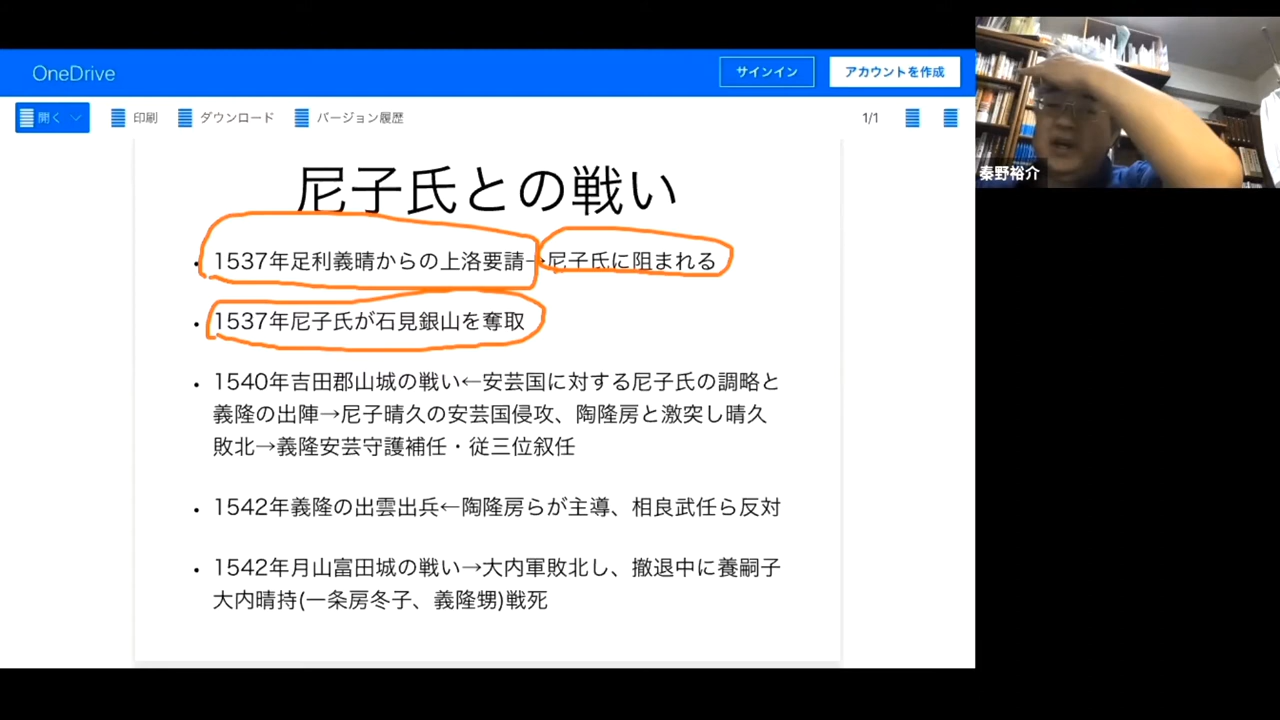 OneDrive
サインイン
アカウントを作成
開く
印刷
ダウンロード
バージョン履歴
1/1
秦野裕介
尼子氏との戦い
• 1537年足利義晴からの上洛要請→尼子氏に阻まれる
• 1537年尼子氏が石見銀山を奪取
• 1540年吉田郡山城の戦い←安芸国に対する尼子氏の調略と
義隆の出陣→尼子晴久の安芸国侵攻、陶隆房と激突し晴久
敗北→義隆安芸守護補任・従三位叙任
• 1542年義隆の出雲出兵←陶隆房らが主導、相良武任ら反対
• 1542年月山富田城の戦い→大内軍敗北し、撤退中に養嗣子
大内晴持(一条房冬子、義隆甥)戦死